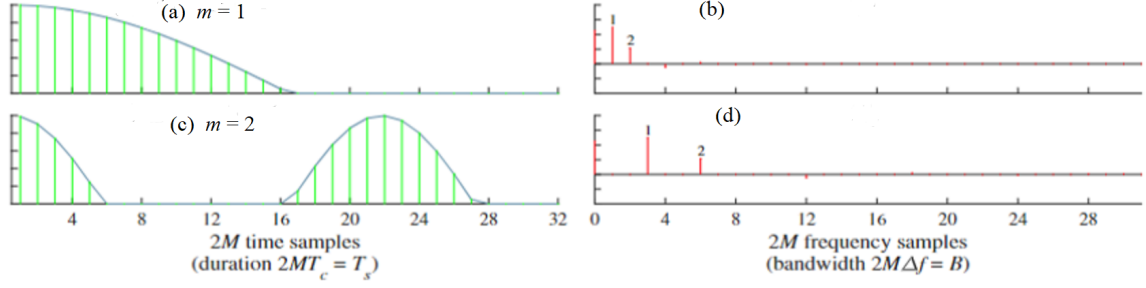 (a) m = 1
(b)
1
2
(c) m = 2
(d)
1
2
4 8 12 16 20 24 28 32
0 4 8 12 16 20 24 28
2M time samples
(duration 2MT_c = T_s)
2M frequency samples
(bandwidth 2MΔf = B)